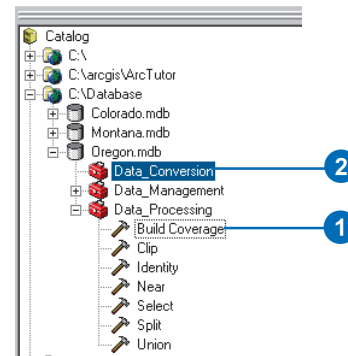 Catalog
C:\
C:\arcgis\ArcTutor
C:\Database
Colorado.mdb
Montana.mdb
Oregon.mdb
Data_Conversion 2
Data_Management
Data_Processing
Build Coverage 1
Clip
Identity
Near
Select
Split
Union